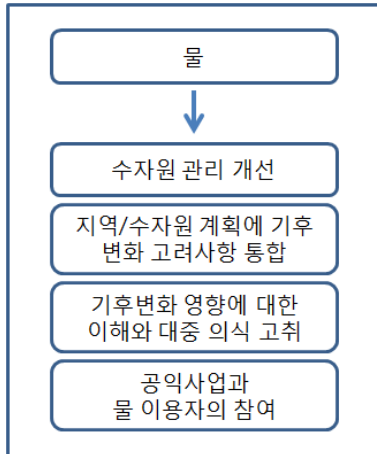 물
수자원 관리 개선
지역/수자원 계획에 기후
변화 고려사항 통합
기후변화 영향에 대한
이해와 대중 의식 고취
공익사업과
물 이용자의 참여